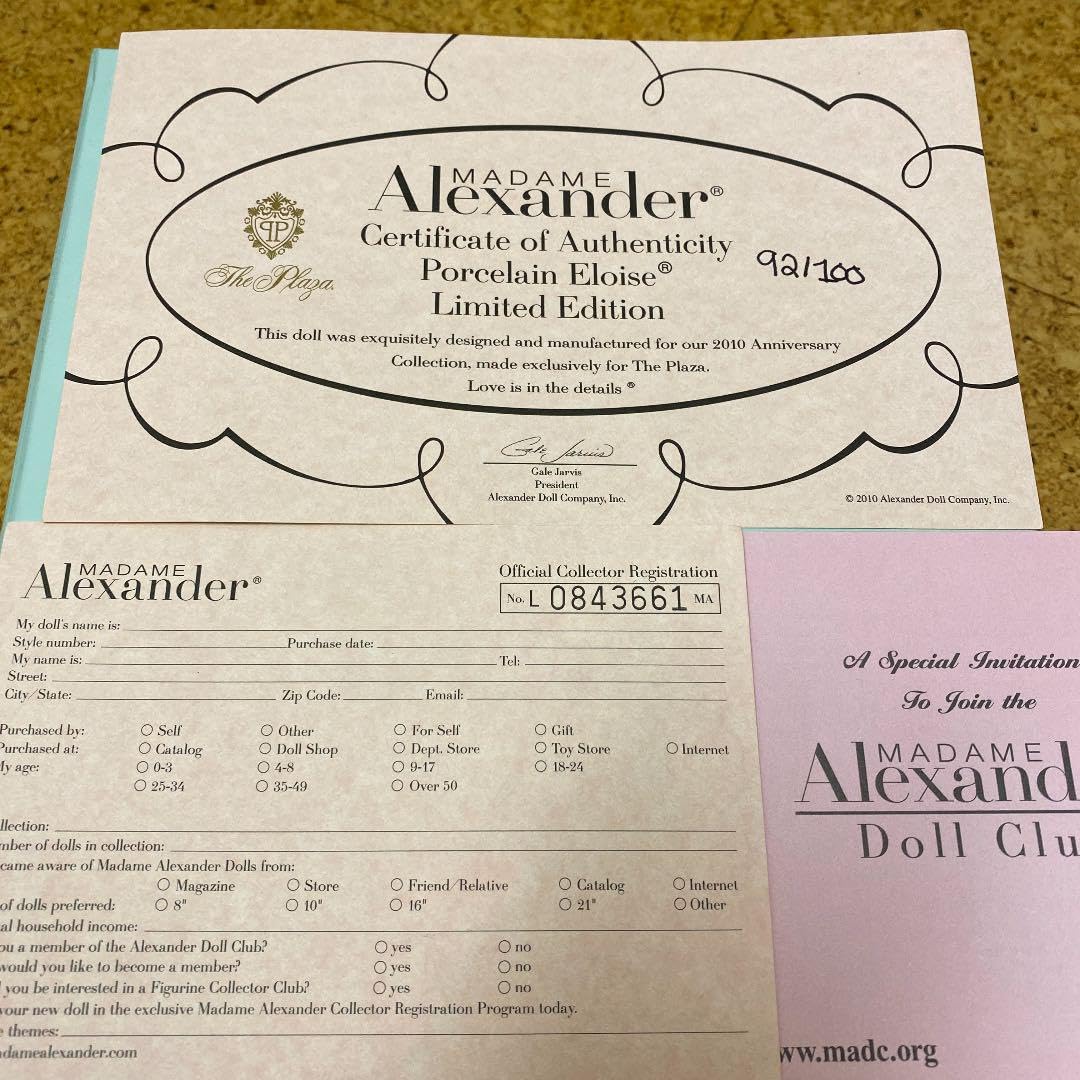 MADAME
Alexander®
Certificate of Authenticity
Porcelain Eloise®
Limited Edition
92/100
PP
The Plaza.
This doll was exquisitely designed and manufactured for our 2010 Anniversary
Collection, made exclusively for The Plaza.
Love is in the details ®
Gale Jarvis
Gale Jarvis
President
Alexander Doll Company, Inc.
© 2010 Alexander Doll Company, Inc.
MADAME
Alexander®
Official Collector Registration
No. L 0843661 MA
My doll's name is:
Style number: Purchase date:
My name is: Tel:
Street:
City/State: Zip Code: Email:
Purchased by: Self Other For Self Gift
Purchased at: Catalog Doll Shop Dept. Store Toy Store Internet
My age: 0-3 4-8 9-17 18-24
25-34 35-49 Over 50
llection:
mber of dolls in collection:
came aware of Madame Alexander Dolls from:
Magazine Store Friend/Relative Catalog Internet
of dolls preferred: 8" 10" 16" 21" Other
al household income:
ou a member of the Alexander Doll Club? yes no
would you like to become a member? yes no
you be interested in a Figurine Collector Club? yes no
your new doll in the exclusive Madame Alexander Collector Registration Program today.
e themes:
damealexander.com
A Special Invitation
To Join the
MADAME
Alexand
Doll Clu
ww.madc.org